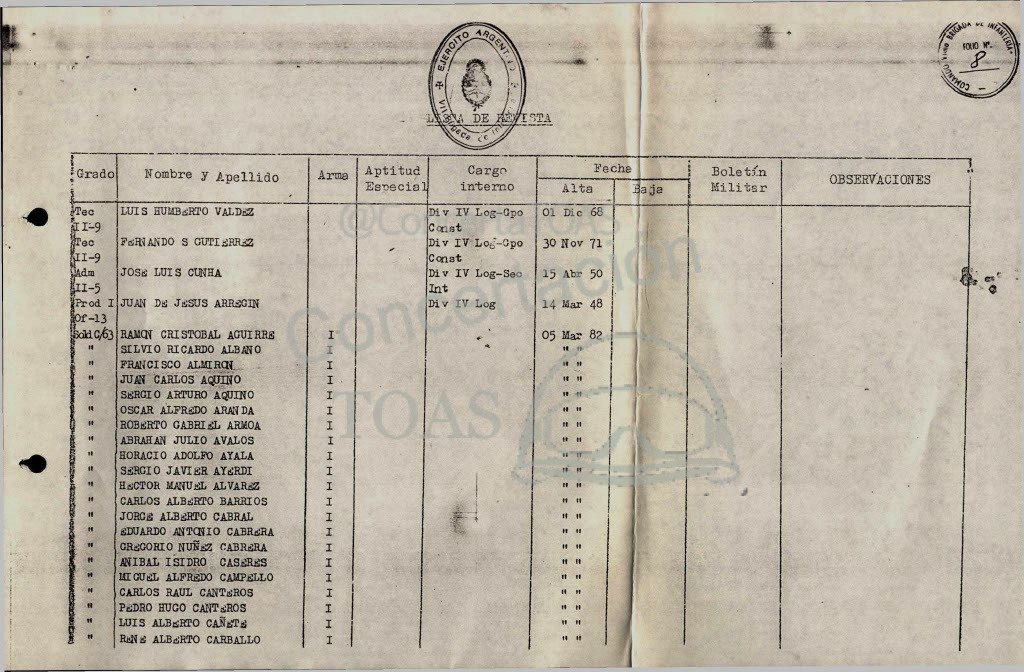 EJERCITO ARGENTINO
COMANDO BRIGADA DE INFANTERIA
FOLIO Nº
8
DE REVISTA
Grado Nombre y Apellido Arma Aptitud Especial Cargo interno Fecha Alta Baja Boletín Militar OBSERVACIONES
Tec LUIS HUMBERTO VALDEZ Div IV Log-Gpo 01 Dic 68
II-9 Const
Tec FERNANDO S GUTIERREZ Div IV Log-Gpo 30 Nov 71
II-9 Const
Adm JOSE LUIS CUNHA Div IV Log-Sec 15 Abr 50
II-5 Int
Prod I JUAN DE JESUS ARREGIN Div IV Log 14 Mar 48
Of-13
Sold C/63 RAMON CRISTOBAL AGUIRRE I 05 Mar 82
" SILVIO RICARDO ALBANO I " "
" FRANCISCO ALMIRON I " "
" JUAN CARLOS AQUINO I " "
" SERGIO ARTURO AQUINO I " "
" OSCAR ALFREDO ARANDA I " "
" ROBERTO GABRIEL ARMOA I " "
" ABRAHAN JULIO AVALOS I " "
" HORACIO ADOLFO AYALA I " "
" SERGIO JAVIER AYERDI I " "
" HECTOR MANUEL ALVAREZ I " "
" CARLOS ALBERTO BARRIOS I " "
" JORGE ALBERTO CABRAL I " "
" EDUARDO ANTONIO CABRERA I " "
" GREGORIO NUÑEZ CABRERA I " "
" ANIBAL ISIDRO CASERES I " "
" MIGUEL ALFREDO CAMPELLO I " "
" CARLOS RAUL CANTEROS I " "
" PEDRO HUGO CANTEROS I " "
" LUIS ALBERTO CAÑETE I " "
" RENE ALBERTO CARBALLO I " "
@ConcertaTOAS
Concertación
TOAS